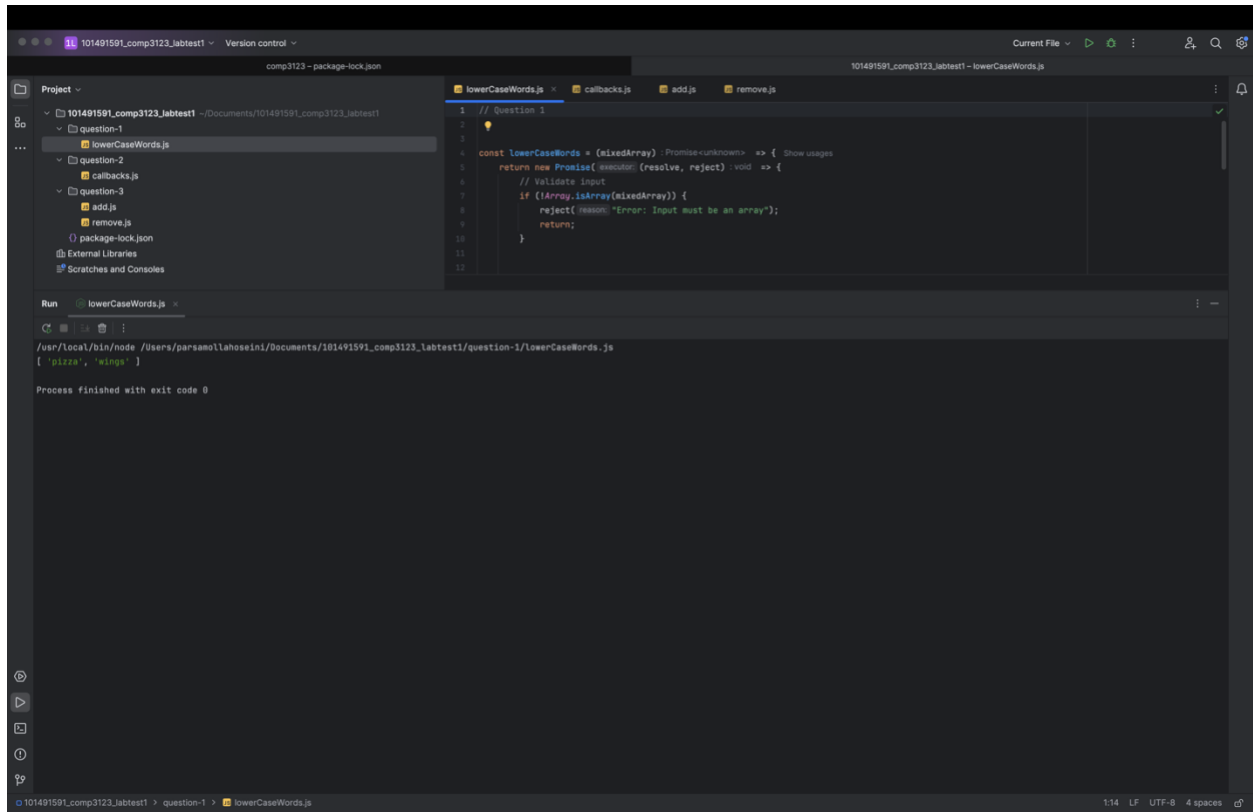 1L 101491591_comp3123_labtest1 Version control Current File
comp3123 – package-lock.json 101491591_comp3123_labtest1 – lowerCaseWords.js
Project
101491591_comp3123_labtest1 ~/Documents/101491591_comp3123_labtest1
question-1
lowerCaseWords.js
question-2
callbacks.js
question-3
add.js
remove.js
package-lock.json
External Libraries
Scratches and Consoles
lowerCaseWords.js callbacks.js add.js remove.js
1 // Question 1
2
3
4 const lowerCaseWords = (mixedArray) : Promise<unknown> => { Show usages
5 return new Promise( executor: (resolve, reject) : void => {
6 // Validate input
7 if (!Array.isArray(mixedArray)) {
8 reject( reason: "Error: Input must be an array");
9 return;
10 }
11
12
Run lowerCaseWords.js
/usr/local/bin/node /Users/parsamollahoseini/Documents/101491591_comp3123_labtest1/question-1/lowerCaseWords.js
[ 'pizza', 'wings' ]
Process finished with exit code 0
101491591_comp3123_labtest1 > question-1 > lowerCaseWords.js 1:14 LF UTF-8 4 spaces